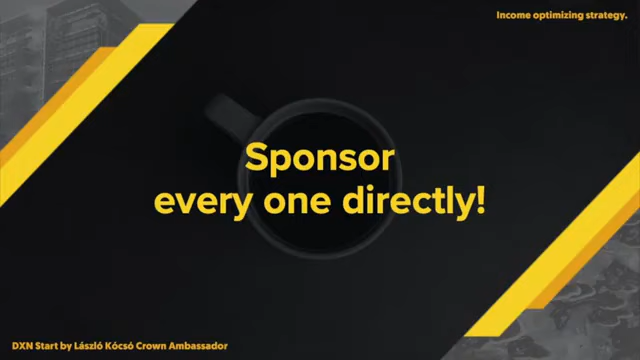 Income optimizing strategy.
Sponsor
every one directly!
DXN Start by László Kócsó Crown Ambassador